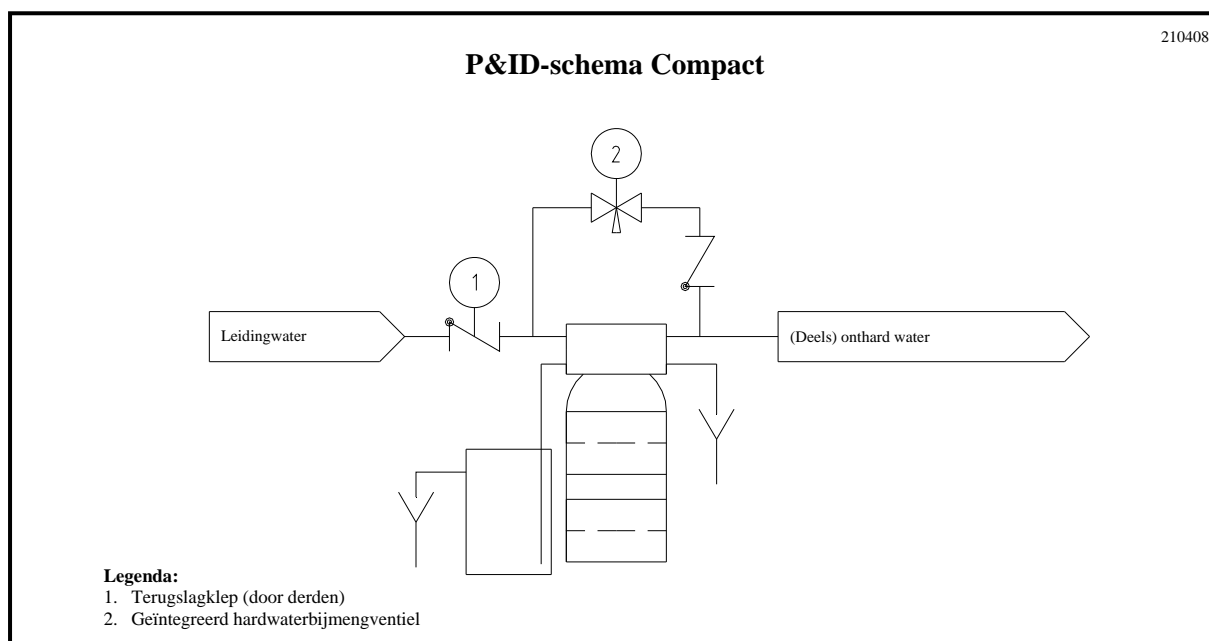 210408
P&ID-schema Compact
2
1
Leidingwater
(Deels) onthard water
Legenda:
1. Terugslagklep (door derden)
2. Geïntegreerd hardwaterbijmengventiel